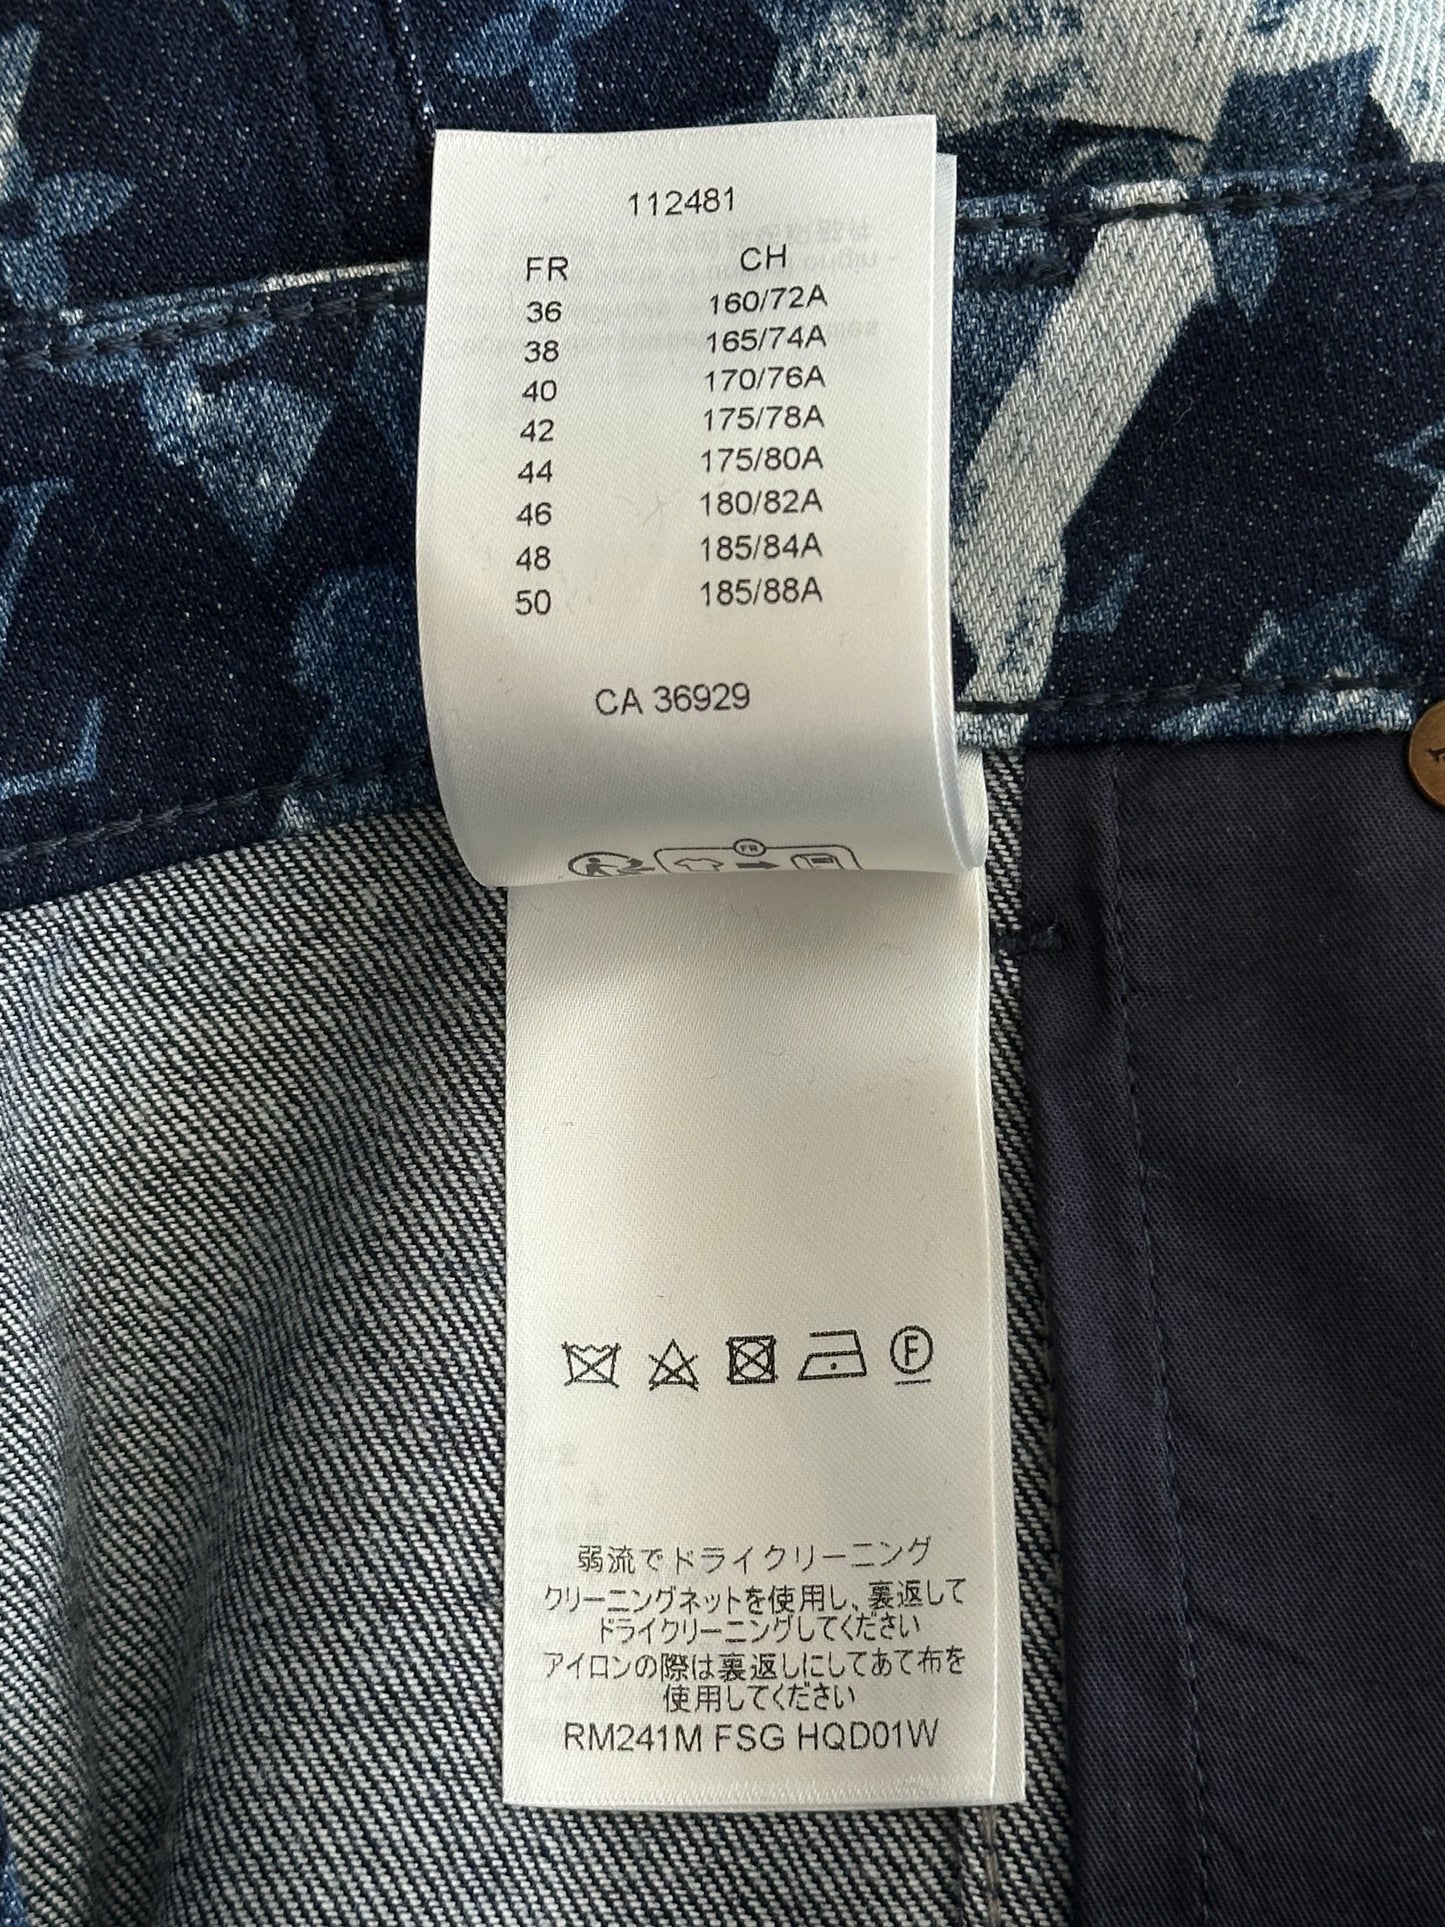 112481
FR CH
36 160/72A
38 165/74A
40 170/76A
42 175/78A
44 175/80A
46 180/82A
48 185/84A
50 185/88A
CA 36929
FR
F
弱流でドライクリーニング
クリーニングネットを使用し、裏返して
ドライクリーニングしてください
アイロンの際は裏返しにしてあて布を
使用してください
RM241M FSG HQD01W